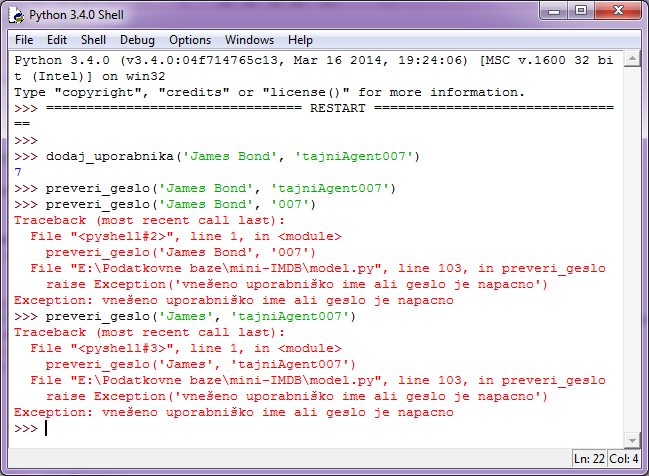 Python 3.4.0 Shell
File Edit Shell Debug Options Windows Help
Python 3.4.0 (v3.4.0:04f714765c13, Mar 16 2014, 19:24:06) [MSC v.1600 32 bi
t (Intel)] on win32
Type "copyright", "credits" or "license()" for more information.
>>> ================================ RESTART ==============================
==
>>>
>>> dodaj_uporabnika('James Bond', 'tajniAgent007')
7
>>> preveri_geslo('James Bond', 'tajniAgent007')
>>> preveri_geslo('James Bond', '007')
Traceback (most recent call last):
  File "<pyshell#2>", line 1, in <module>
    preveri_geslo('James Bond', '007')
  File "E:\Podatkovne baze\mini-IMDB\model.py", line 103, in preveri_geslo
    raise Exception('vnešeno uporabniško ime ali geslo je napacno')
Exception: vnešeno uporabniško ime ali geslo je napacno
>>> preveri_geslo('James', 'tajniAgent007')
Traceback (most recent call last):
  File "<pyshell#3>", line 1, in <module>
    preveri_geslo('James', 'tajniAgent007')
  File "E:\Podatkovne baze\mini-IMDB\model.py", line 103, in preveri_geslo
    raise Exception('vnešeno uporabniško ime ali geslo je napacno')
Exception: vnešeno uporabniško ime ali geslo je napacno
>>>
Ln: 22 Col: 4